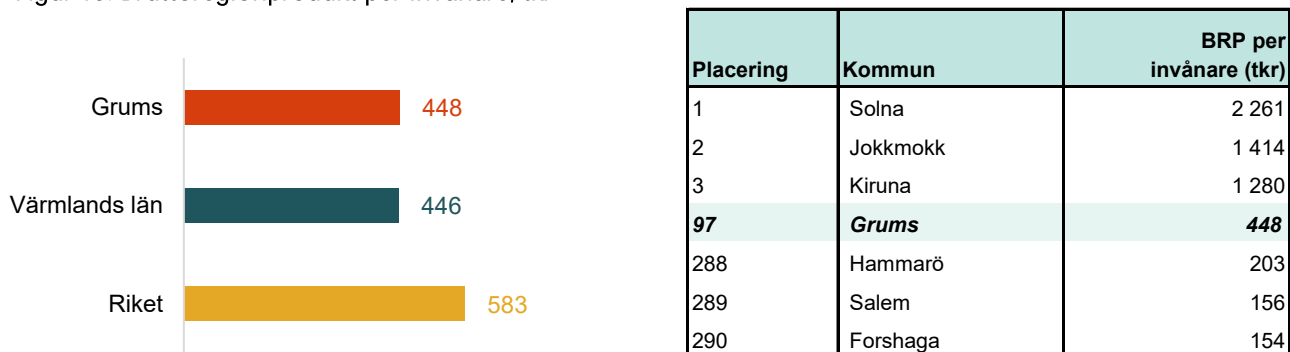 Grums 448
Värmlands län 446
Riket 583
Placering Kommun BRP per invånare (tkr)
1 Solna 2 261
2 Jokkmokk 1 414
3 Kiruna 1 280
97 Grums 448
288 Hammarö 203
289 Salem 156
290 Forshaga 154